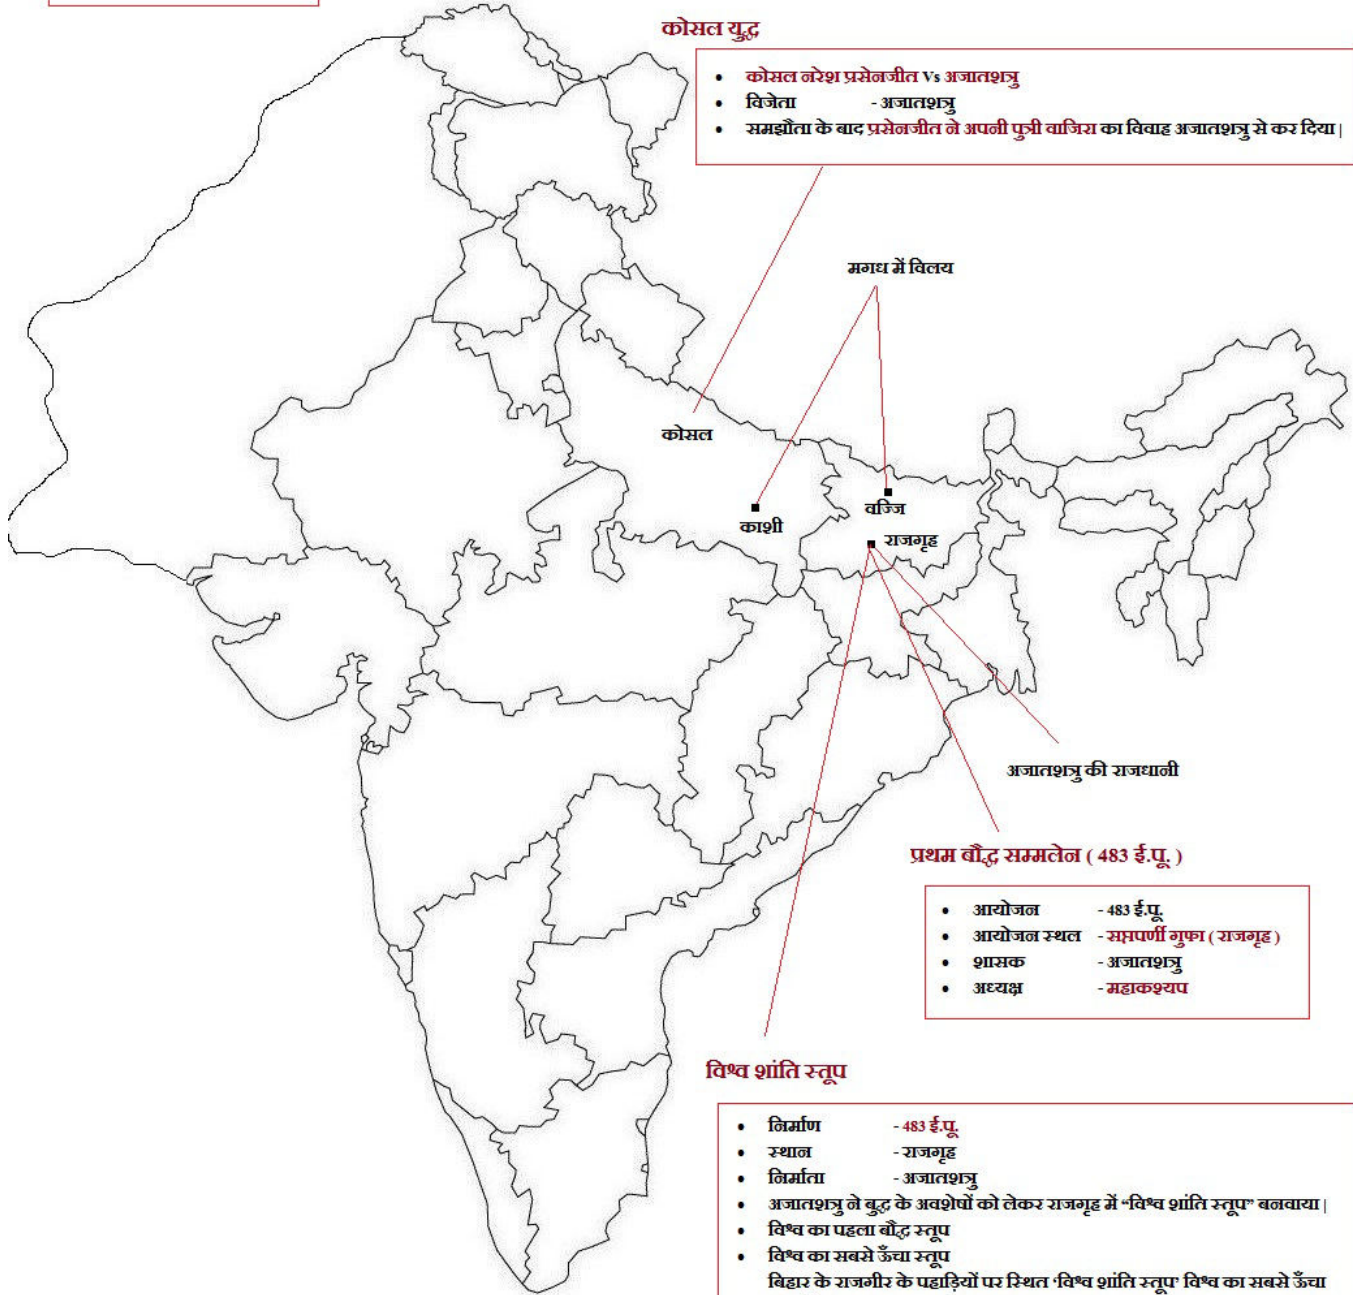 कोसल युद्ध
• कोसल नरेश प्रसेनजीत Vs अजातशत्रु
• विजेता - अजातशत्रु
• समझौता के बाद प्रसेनजीत ने अपनी पुत्री वाजिरा का विवाह अजातशत्रु से कर दिया |
मगध में विलय
कोसल
काशी
वज्जि
राजगृह
अजातशत्रु की राजधानी
प्रथम बौद्ध सम्मलेन ( 483 ई.पू. )
• आयोजन - 483 ई.पू.
• आयोजन स्थल - सप्तपर्णी गुफा ( राजगृह )
• शासक - अजातशत्रु
• अध्यक्ष - महाकश्यप
विश्व शांति स्तूप
• निर्माण - 483 ई.पू.
• स्थान - राजगृह
• निर्माता - अजातशत्रु
• अजातशत्रु ने बुद्ध के अवशेषों को लेकर राजगृह में “विश्व शांति स्तूप” बनवाया |
• विश्व का पहला बौद्ध स्तूप
• विश्व का सबसे ऊँचा स्तूप
बिहार के राजगीर के पहाड़ियों पर स्थित ‘विश्व शांति स्तूप’ विश्व का सबसे ऊँचा